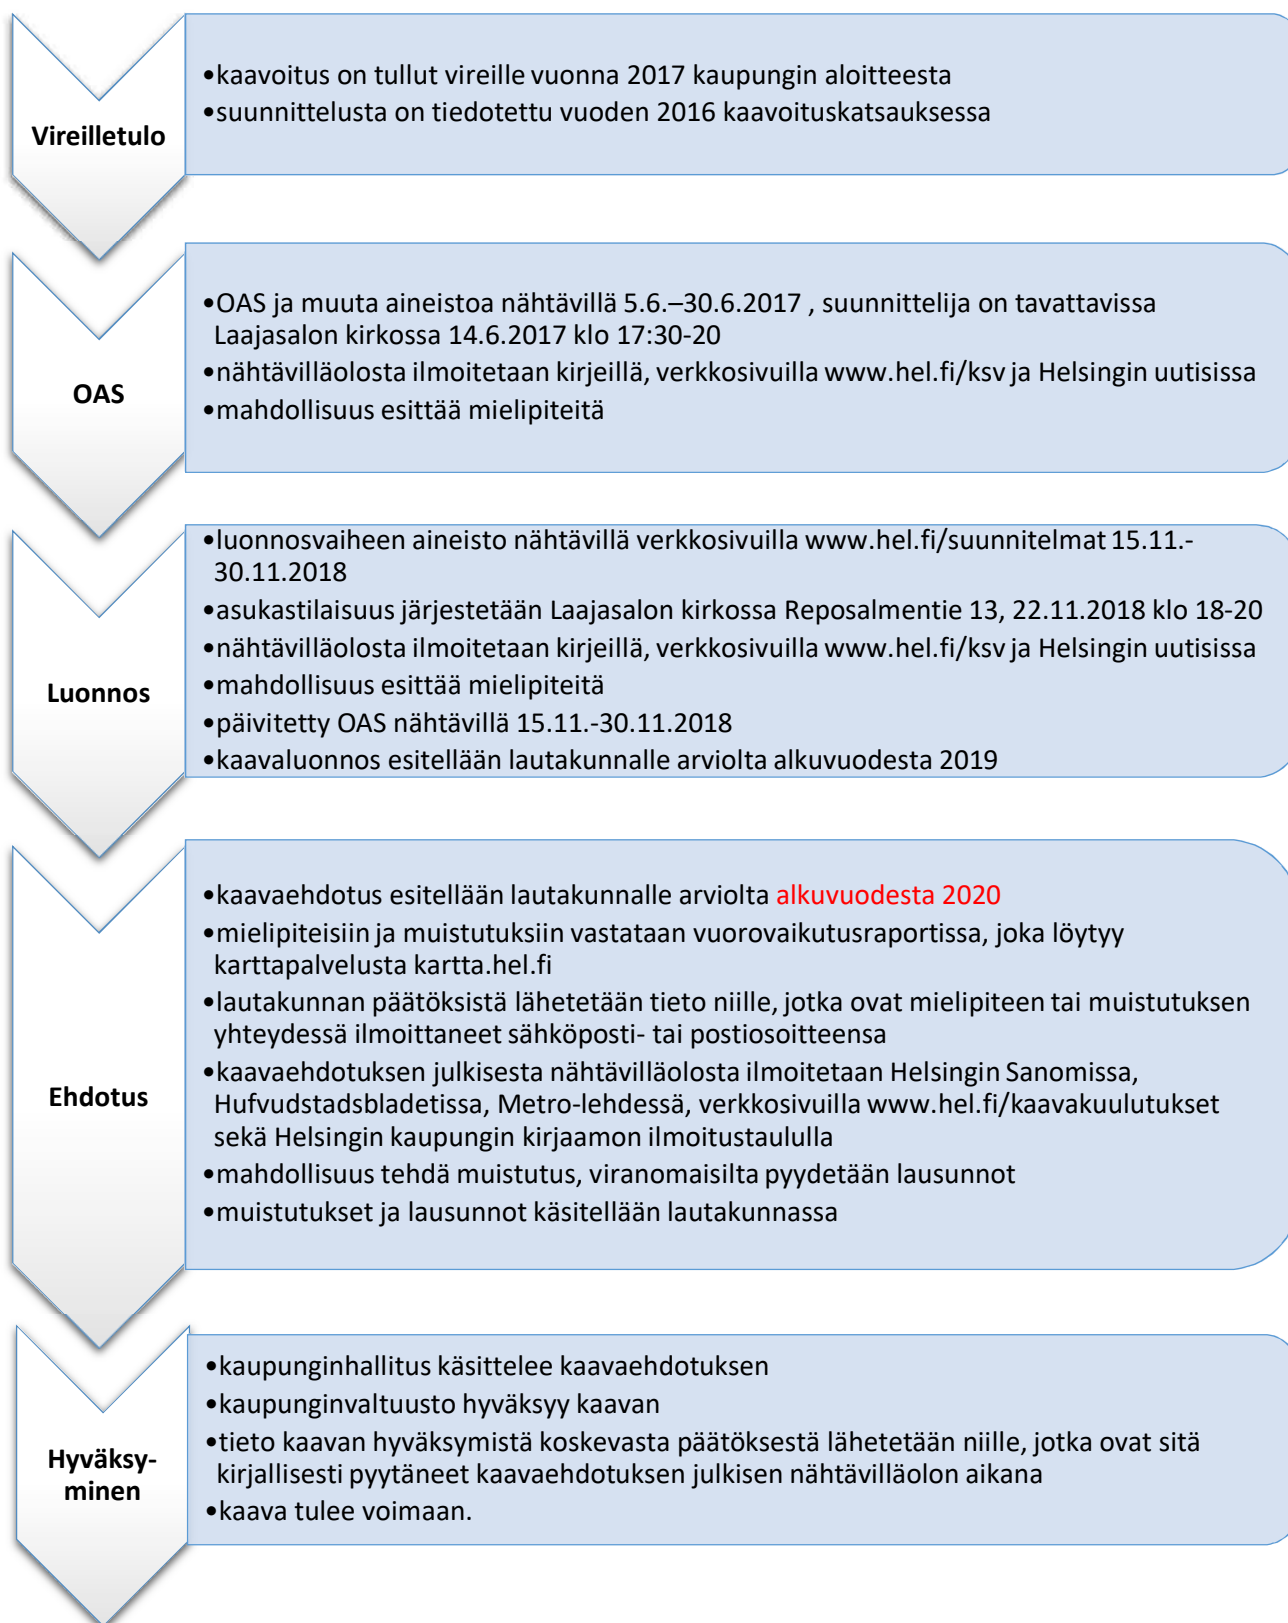 Vireilletulo
•kaavoitus on tullut vireille vuonna 2017 kaupungin aloitteesta
•suunnittelusta on tiedotettu vuoden 2016 kaavoituskatsauksessa
OAS
•OAS ja muuta aineistoa nähtävillä 5.6.–30.6.2017 , suunnittelija on tavattavissa
Laajasalon kirkossa 14.6.2017 klo 17:30-20
•nähtävilläolosta ilmoitetaan kirjeillä, verkkosivuilla www.hel.fi/ksv ja Helsingin uutisissa
•mahdollisuus esittää mielipiteitä
Luonnos
•luonnosvaiheen aineisto nähtävillä verkkosivuilla www.hel.fi/suunnitelmat 15.11.-
30.11.2018
•asukastilaisuus järjestetään Laajasalon kirkossa Reposalmentie 13, 22.11.2018 klo 18-20
•nähtävilläolosta ilmoitetaan kirjeillä, verkkosivuilla www.hel.fi/ksv ja Helsingin uutisissa
•mahdollisuus esittää mielipiteitä
•päivitetty OAS nähtävillä 15.11.-30.11.2018
•kaavaluonnos esitellään lautakunnalle arviolta alkuvuodesta 2019
Ehdotus
•kaavaehdotus esitellään lautakunnalle arviolta alkuvuodesta 2020
•mielipiteisiin ja muistutuksiin vastataan vuorovaikutusraportissa, joka löytyy
karttapalvelusta kartta.hel.fi
•lautakunnan päätöksistä lähetetään tieto niille, jotka ovat mielipiteen tai muistutuksen
yhteydessä ilmoittaneet sähköposti- tai postiosoitteensa
•kaavaehdotuksen julkisesta nähtävilläolosta ilmoitetaan Helsingin Sanomissa,
Hufvudstadsbladetissa, Metro-lehdessä, verkkosivuilla www.hel.fi/kaavakuulutukset
sekä Helsingin kaupungin kirjaamon ilmoitustaululla
•mahdollisuus tehdä muistutus, viranomaisilta pyydetään lausunnot
•muistutukset ja lausunnot käsitellään lautakunnassa
Hyväksy-
minen
•kaupunginhallitus käsittelee kaavaehdotuksen
•kaupunginvaltuusto hyväksyy kaavan
•tieto kaavan hyväksymistä koskevasta päätöksestä lähetetään niille, jotka ovat sitä
kirjallisesti pyytäneet kaavaehdotuksen julkisen nähtävilläolon aikana
•kaava tulee voimaan.